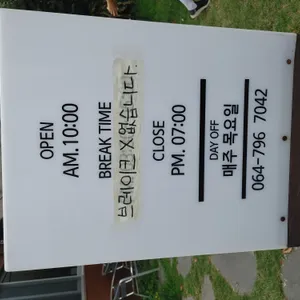 OPEN
AM.10:00
BREAK TIME
브레이크 X 없습니다.
CLOSE
PM. 07:00
DAY OFF
매주 목요일
064-796 7042